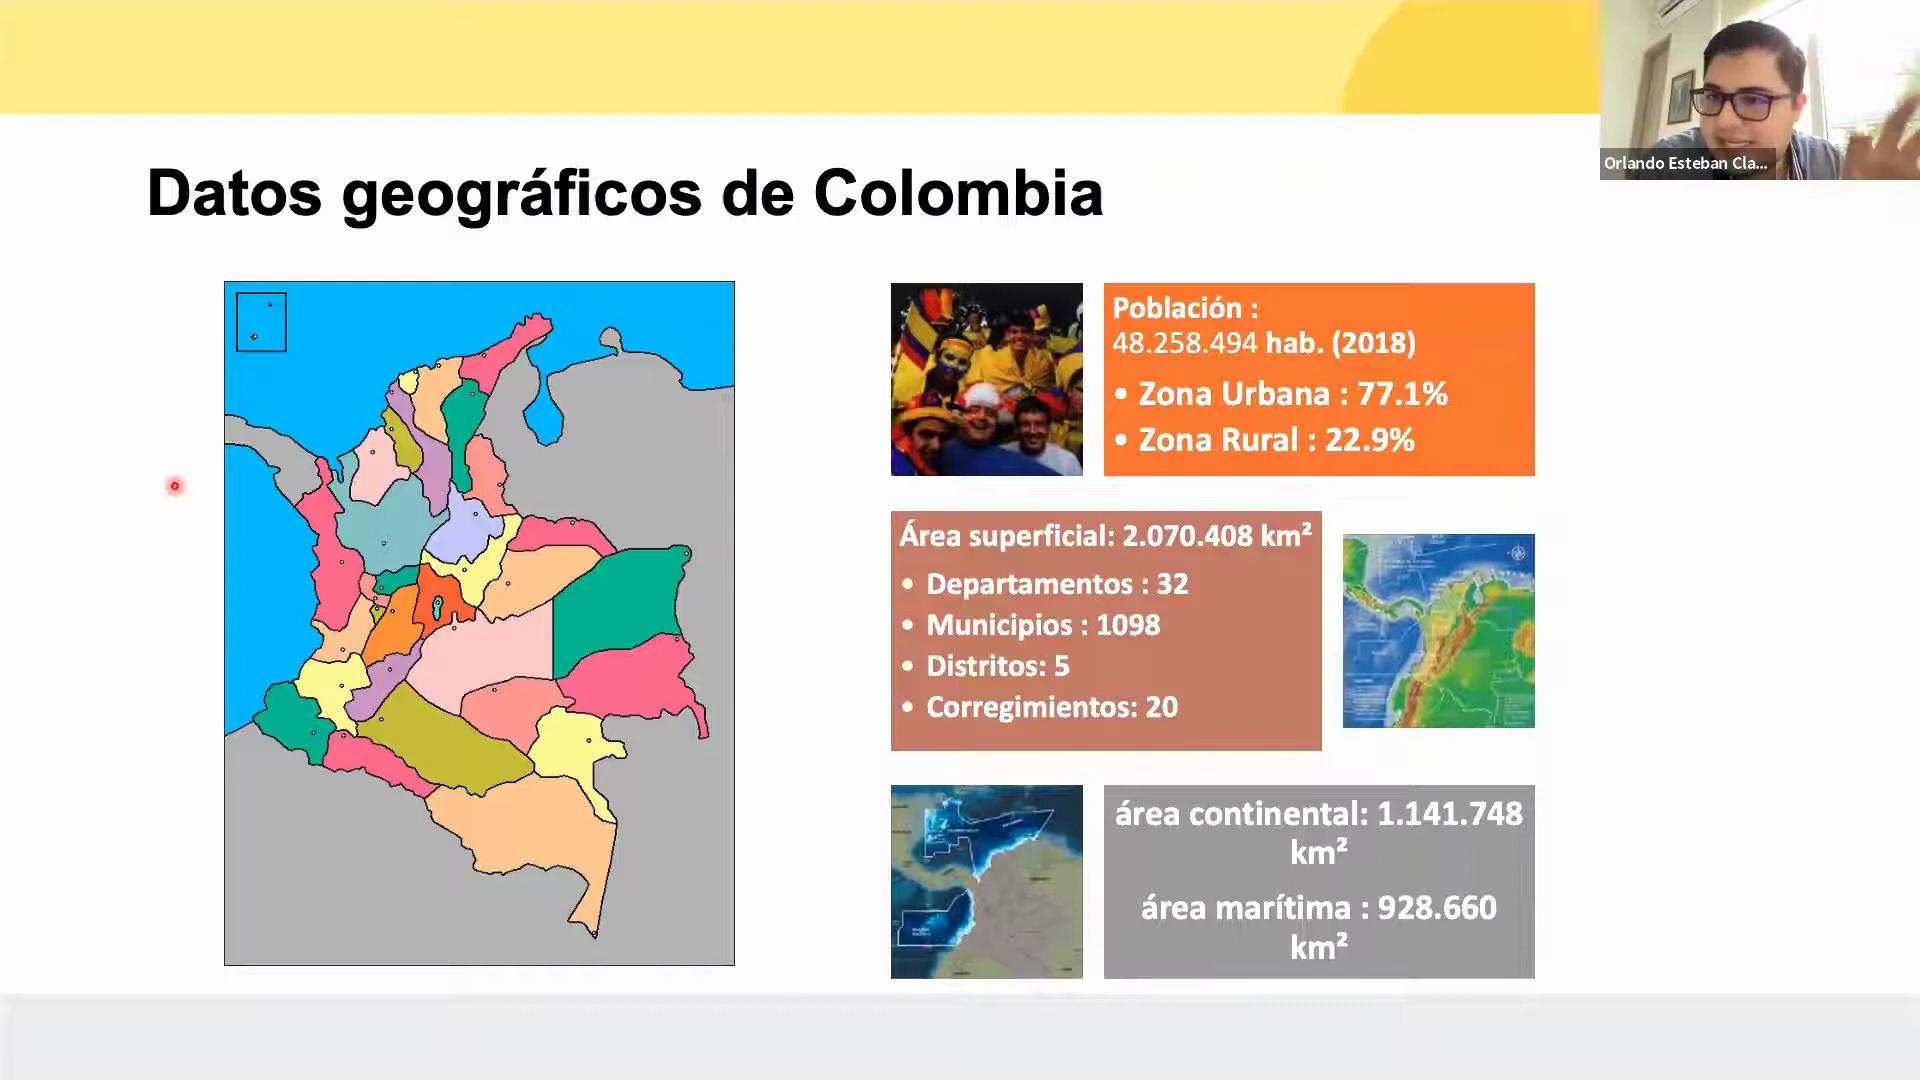 Orlando Esteban Cla...
Datos geográficos de Colombia
Población :
48.258.494 hab. (2018)
• Zona Urbana : 77.1%
• Zona Rural : 22.9%
Área superficial: 2.070.408 km²
• Departamentos : 32
• Municipios : 1098
• Distritos: 5
• Corregimientos: 20
área continental: 1.141.748
km²
área marítima : 928.660
km²